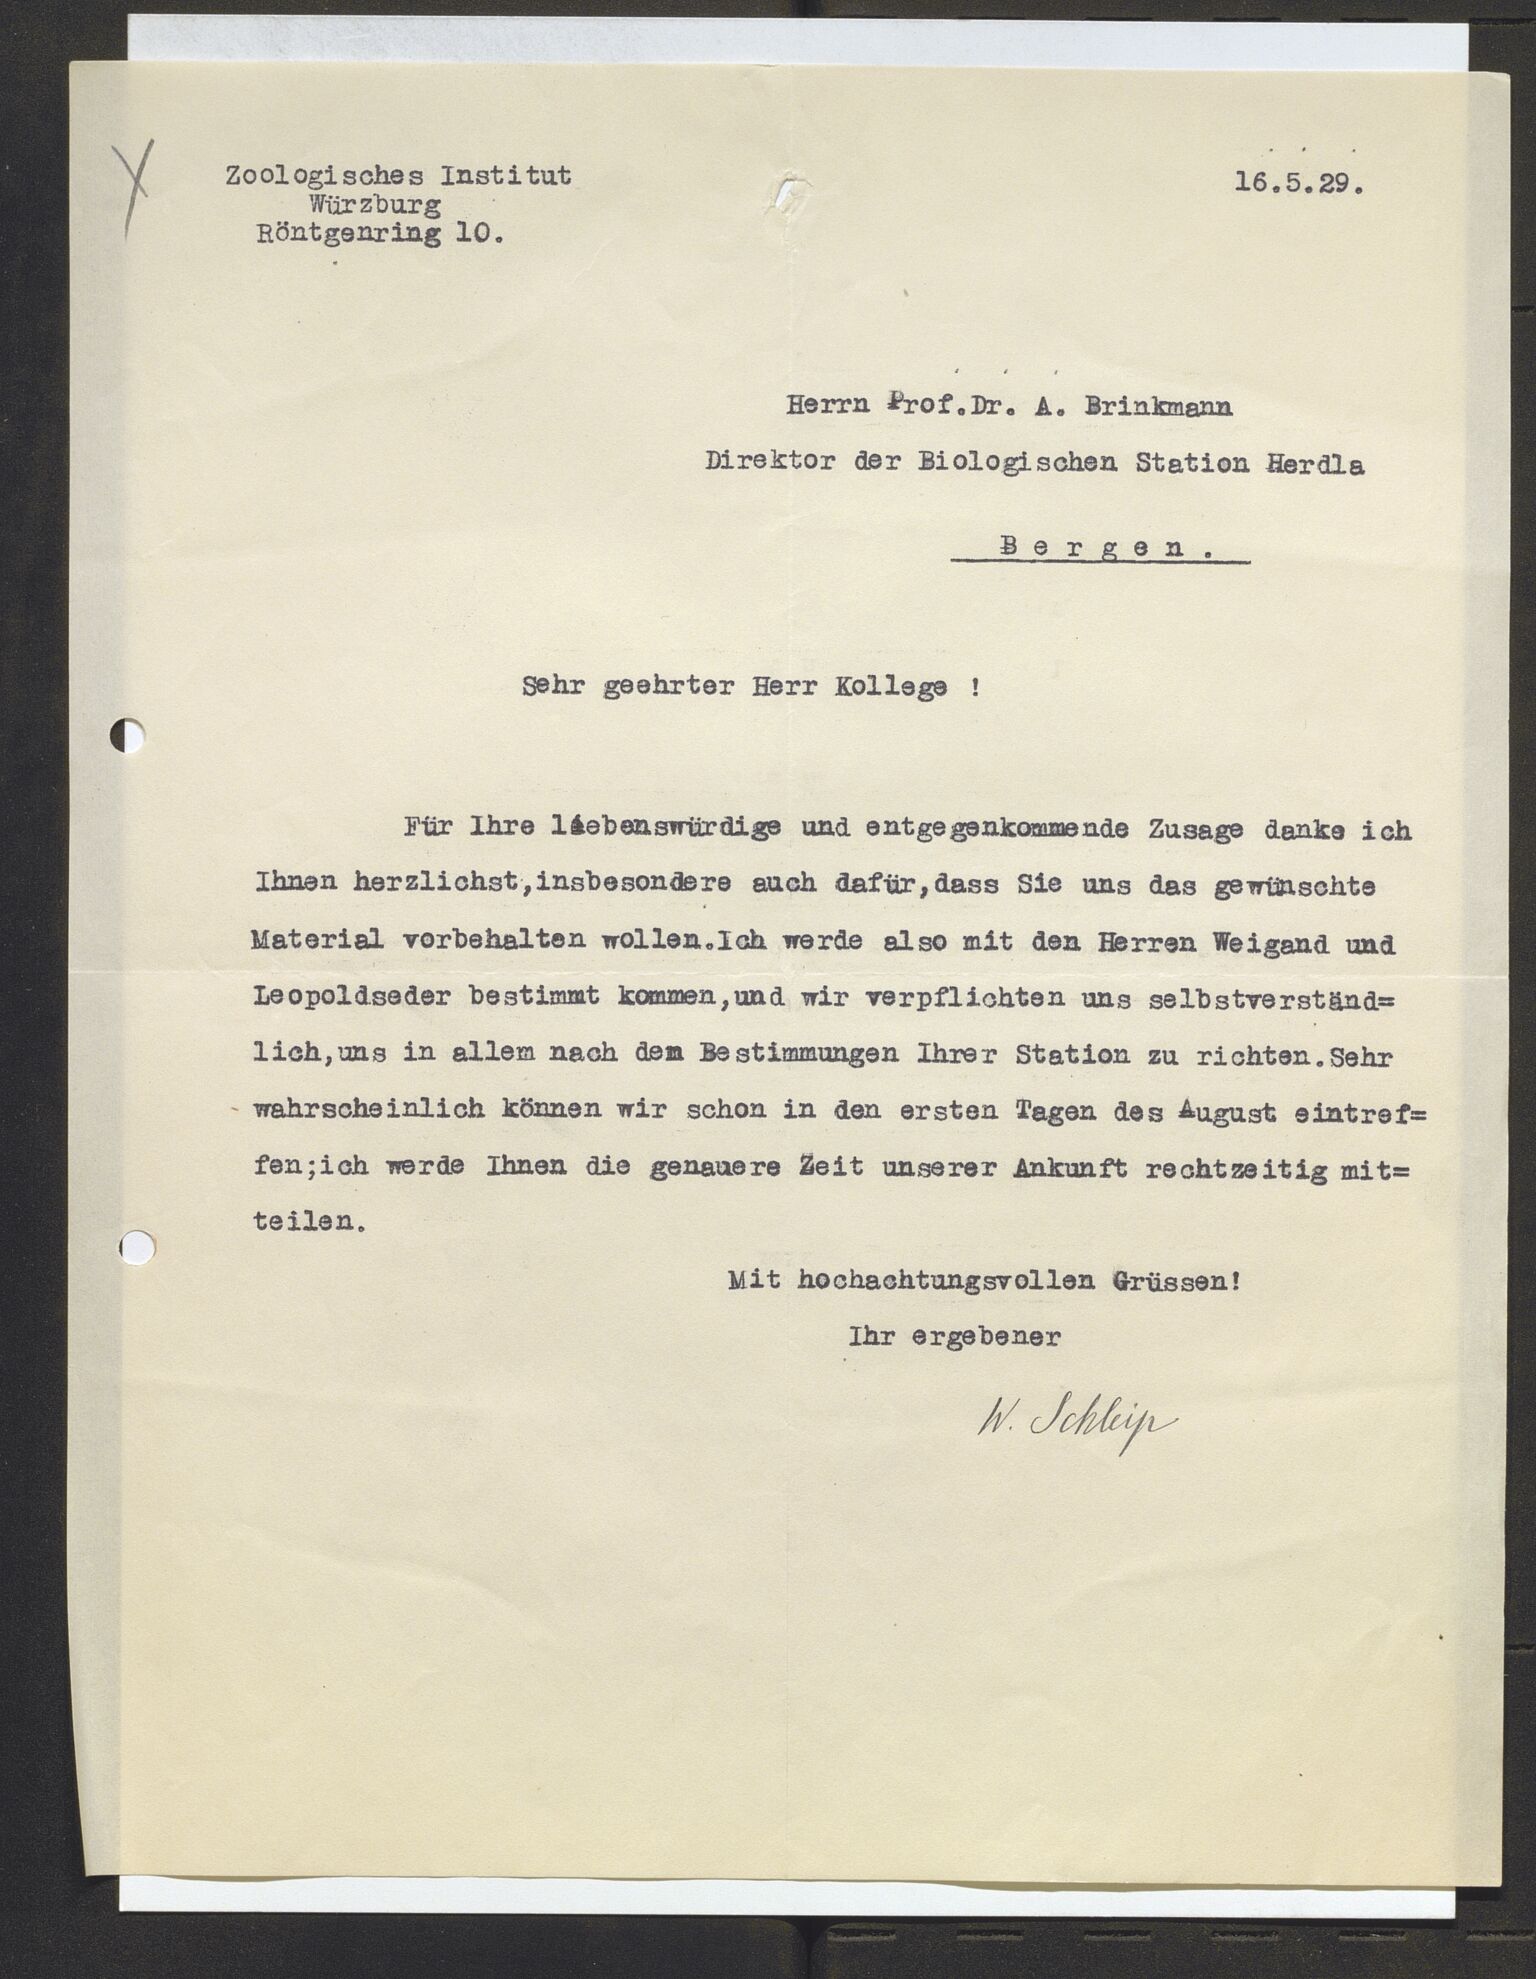 Zoologisches Institut
Würzburg
Röntgenring 10.
16.5.29.
Herrn Prof.Dr. A. Brinkmann
Direktor der Biologischen Station Herdla
B e r g e n .
Sehr geehrter Herr Kollege !
Für Ihre liebenswürdige und entgegenkommende Zusage danke ich
Ihnen herzlichst,insbesondere auch dafür,dass Sie uns das gewünschte
Material vorbehalten wollen.Ich werde also mit den Herren Weigand und
Leopoldseder bestimmt kommen,und wir verpflichten uns selbstverständ=
lich,uns in allem nach den Bestimmungen Ihrer Station zu richten.Sehr
wahrscheinlich können wir schon in den ersten Tagen des August eintref=
fen;ich werde Ihnen die genauere Zeit unserer Ankunft rechtzeitig mit=
teilen.
Mit hochachtungsvollen Grüssen!
Ihr ergebener
W. Schleip